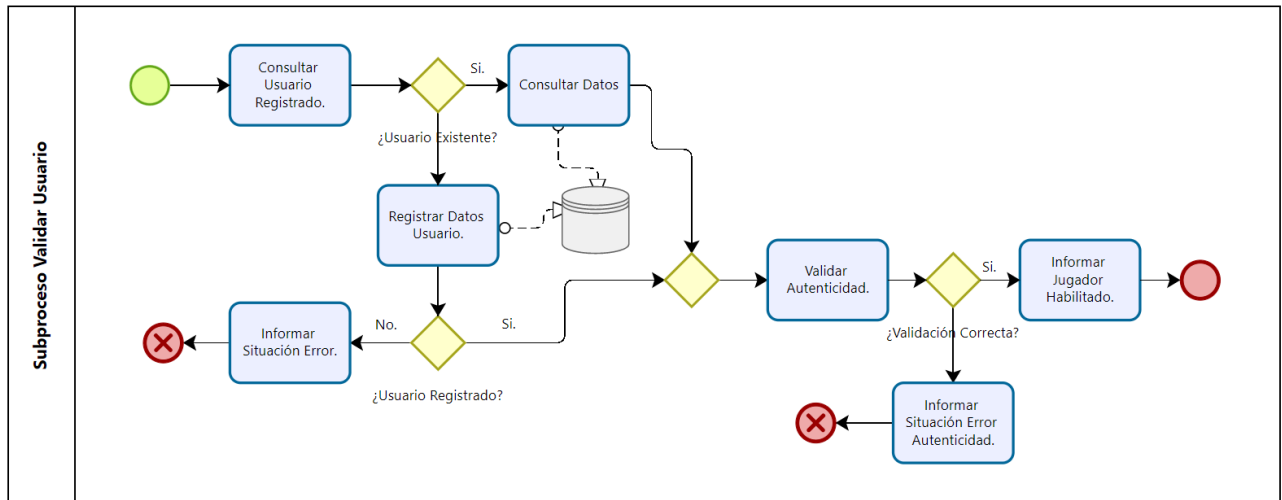 Subproceso Validar Usuario
Consultar
Usuario
Registrado.
Si.
Consultar Datos
¿Usuario Existente?
Registrar Datos
Usuario.
Validar
Autenticidad.
Si.
Informar
Jugador
Habilitado.
Informar
Situación Error.
No.
Si.
¿Validación Correcta?
¿Usuario Registrado?
Informar
Situación Error
Autenticidad.